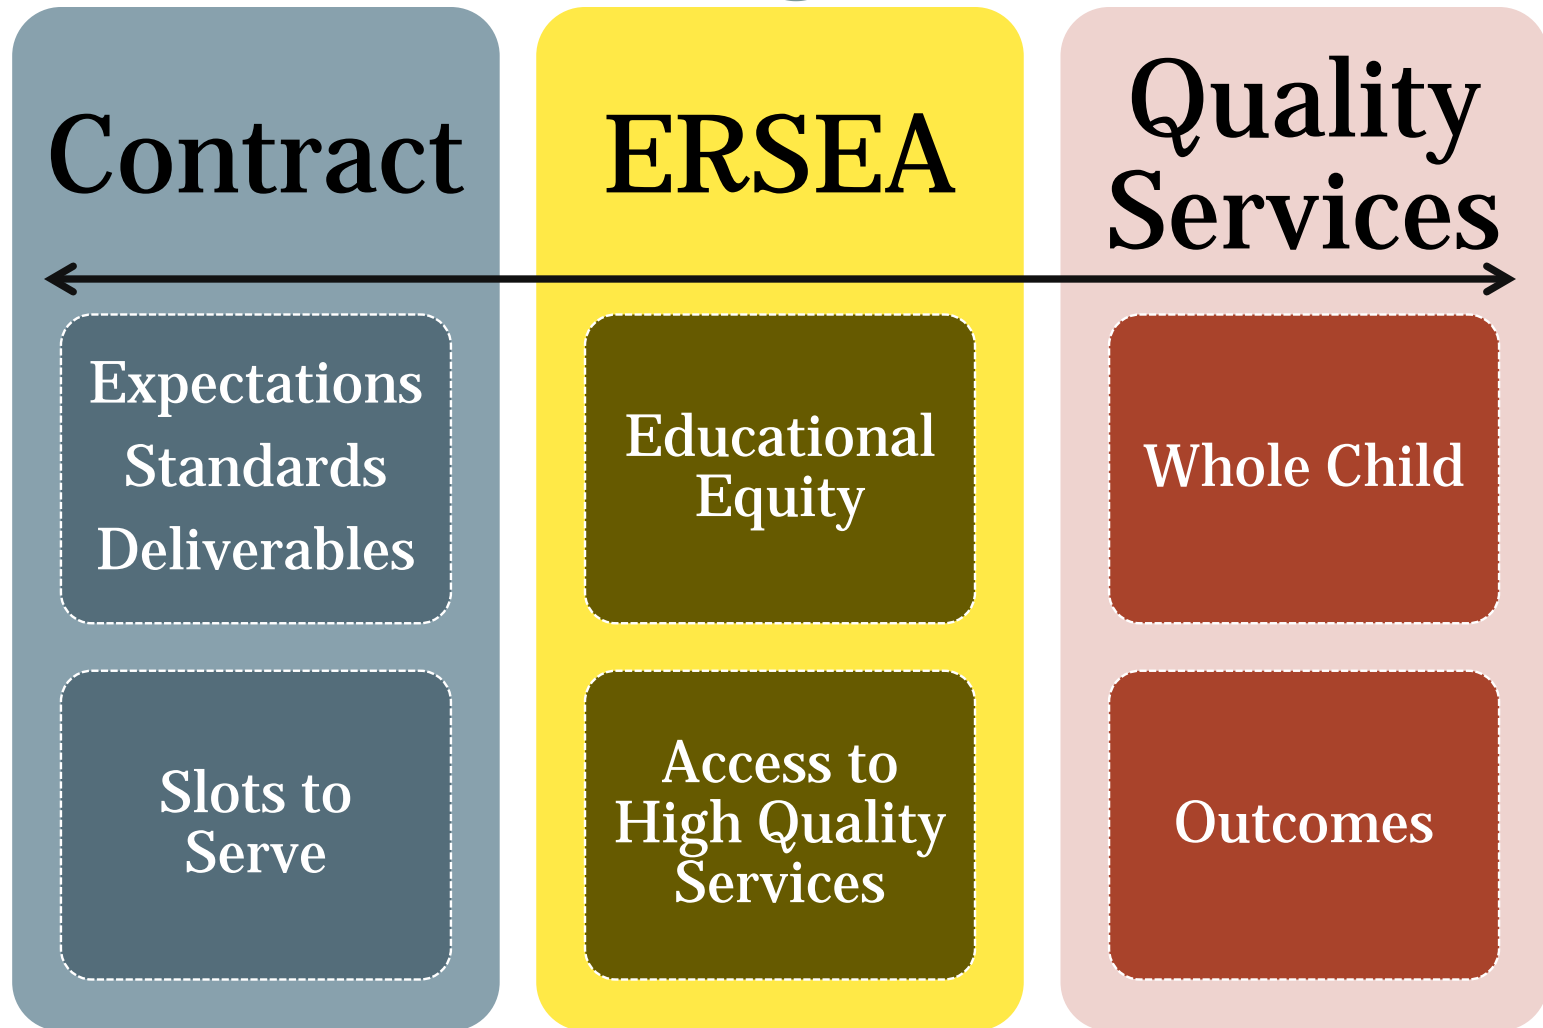 Contract
Expectations
Standards
Deliverables
Slots to
Serve
ERSEA
Educational
Equity
Access to
High Quality
Services
Quality
Services
Whole Child
Outcomes